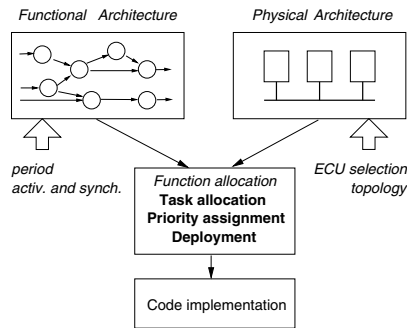 Functional Architecture
Physical Architecture
period
activ. and synch.
ECU selection
topology
Function allocation
Task allocation
Priority assignment
Deployment
Code implementation